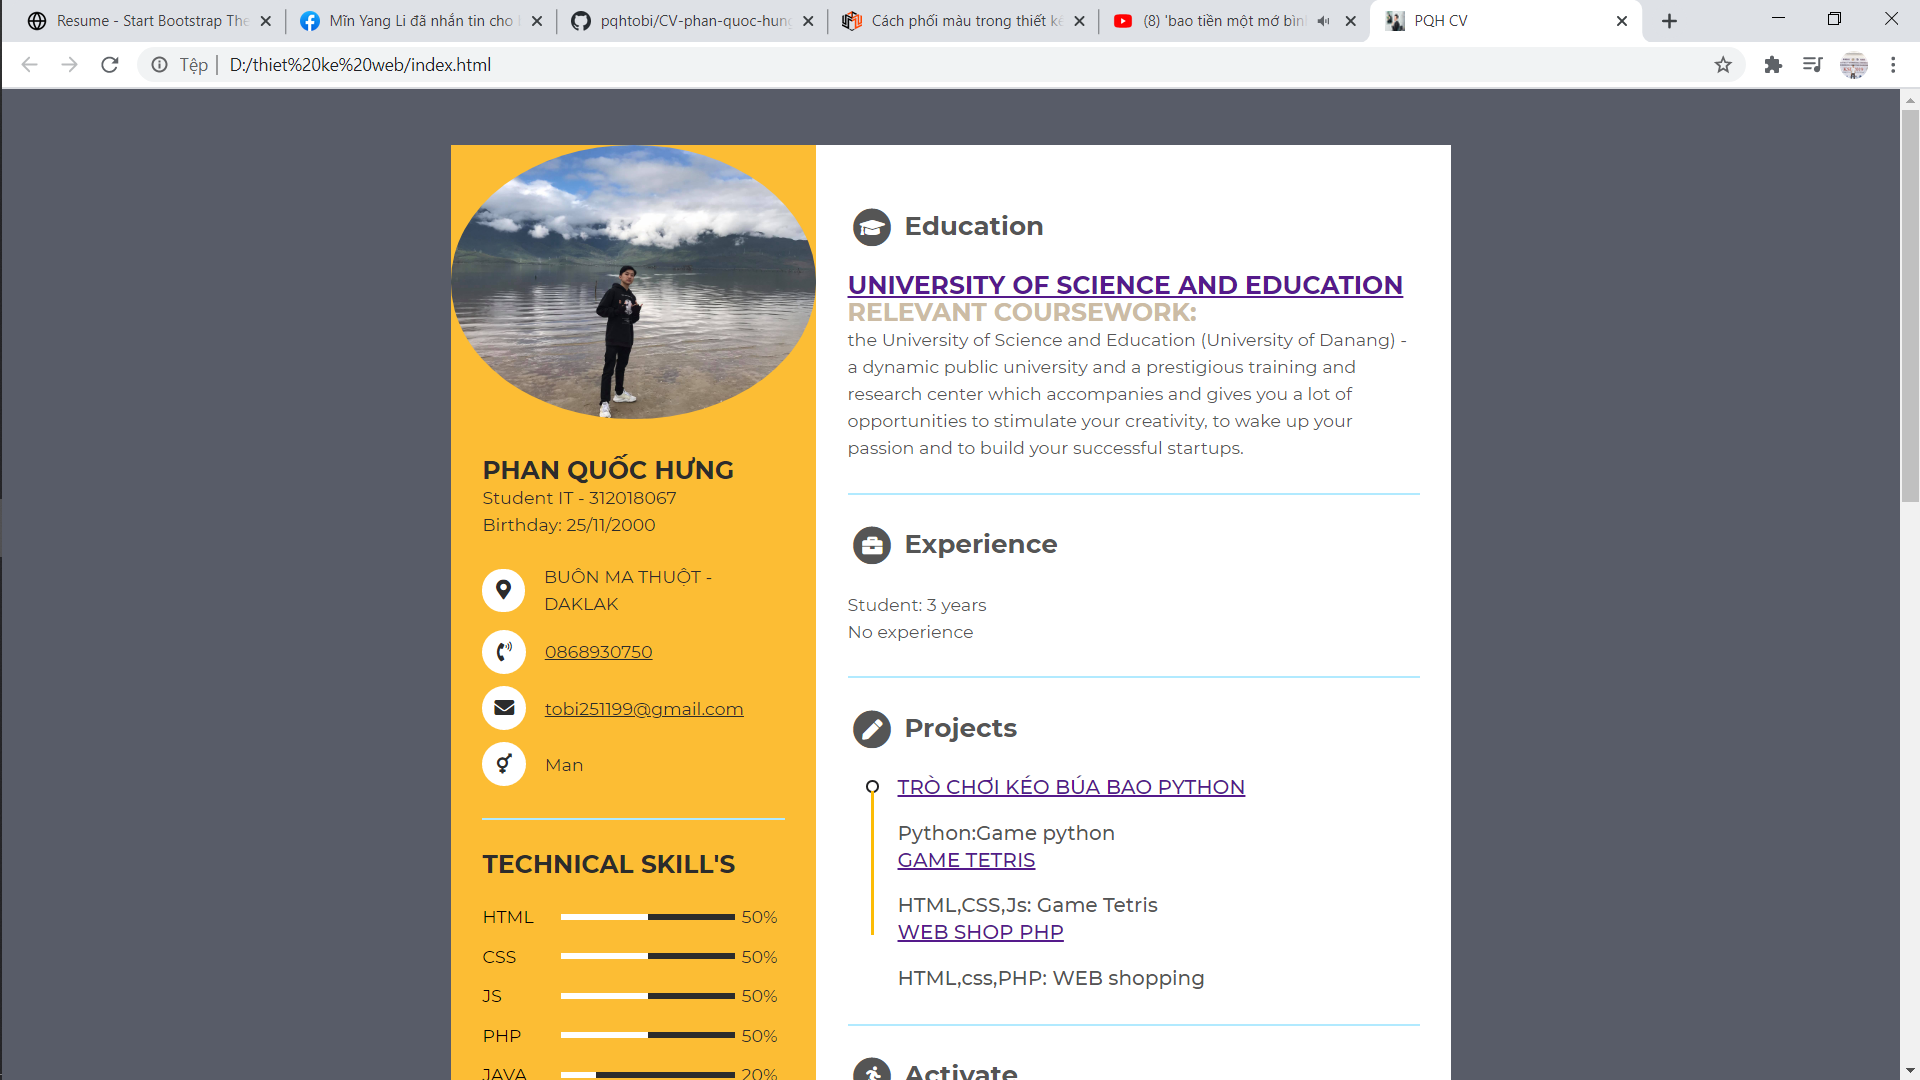 Resume - Start Bootstrap The
Mĩn Yang Li đã nhắn tin cho
pqhtobi/CV-phan-quoc-hung
Cách phối màu trong thiết kế
(8) 'bao tiền một mớ bình
PQH CV
Tệp
D:/thiet%20ke%20web/index.html
PHAN QUỐC HƯNG
Student IT - 312018067
Birthday: 25/11/2000
BUÔN MA THUỘT -
DAKLAK
0868930750
tobi251199@gmail.com
Man
TECHNICAL SKILL'S
HTML 50%
CSS 50%
JS 50%
PHP 50%
JAVA 20%
Education
UNIVERSITY OF SCIENCE AND EDUCATION
RELEVANT COURSEWORK:
the University of Science and Education (University of Danang) -
a dynamic public university and a prestigious training and
research center which accompanies and gives you a lot of
opportunities to stimulate your creativity, to wake up your
passion and to build your successful startups.
Experience
Student: 3 years
No experience
Projects
TRÒ CHƠI KÉO BÚA BAO PYTHON
Python:Game python
GAME TETRIS
HTML,CSS,Js: Game Tetris
WEB SHOP PHP
HTML,css,PHP: WEB shopping
Activate